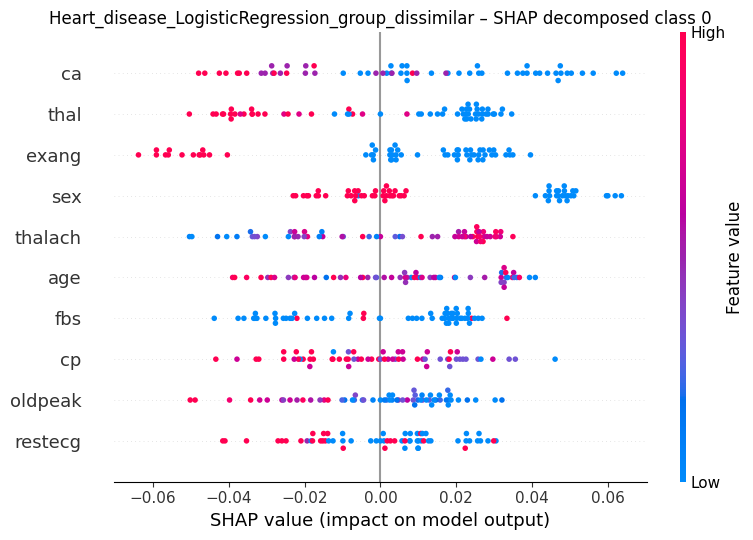 Heart_disease_LogisticRegression_group_dissimilar – SHAP decomposed class 0
High
ca
thal
exang
sex
thalach
age
fbs
cp
oldpeak
restecg
Feature value
Low
−0.06 −0.04 −0.02 0.00 0.02 0.04 0.06
SHAP value (impact on model output)